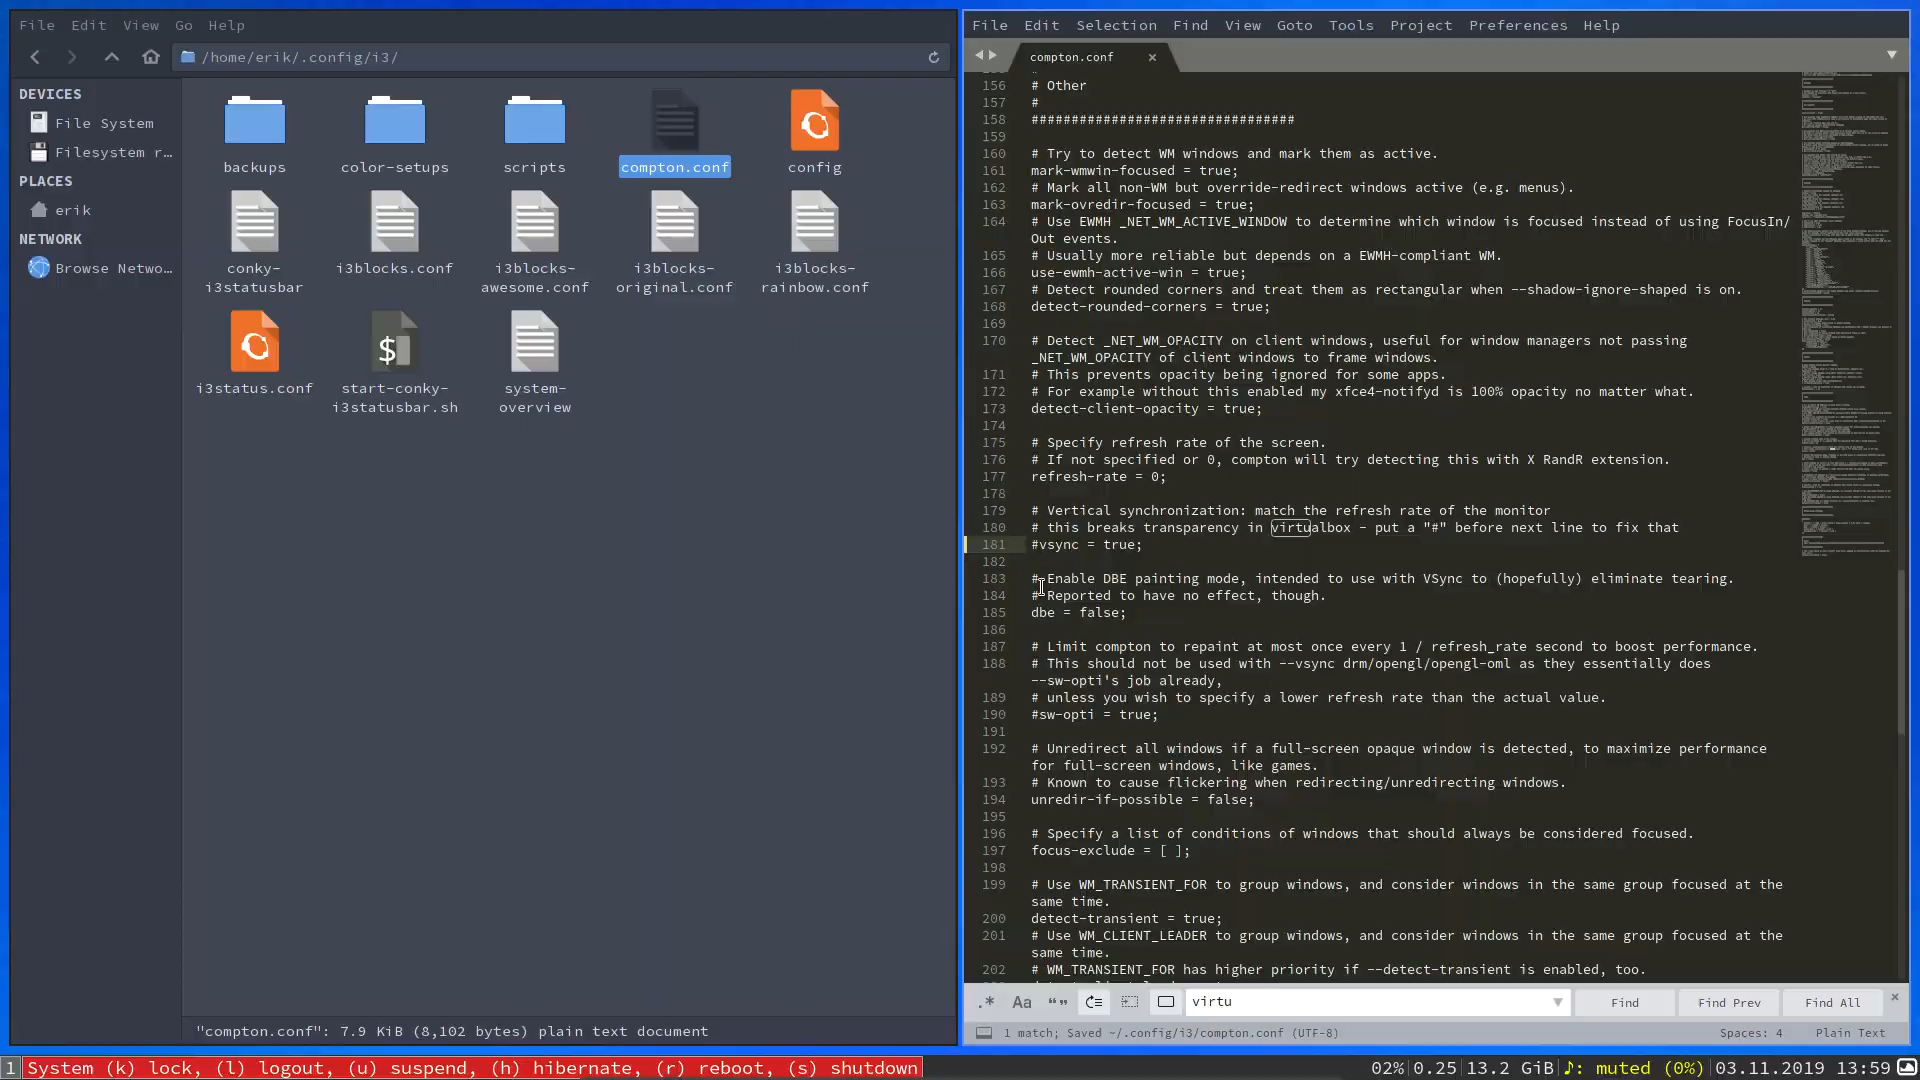 File Edit View Go Help
/home/erik/.config/i3/
DEVICES
File System
Filesystem r…
PLACES
erik
NETWORK
Browse Netwo…
backups
color-setups
scripts
compton.conf
config
conky-
i3statusbar
i3blocks.conf
i3blocks-
awesome.conf
i3blocks-
original.conf
i3blocks-
rainbow.conf
i3status.conf
start-conky-
i3statusbar.sh
system-
overview
"compton.conf": 7.9 KiB (8,102 bytes) plain text document
File Edit Selection Find View Goto Tools Project Preferences Help
compton.conf
156 # Other
157 #
158 #################################
159
160 # Try to detect WM windows and mark them as active.
161 mark-wmwin-focused = true;
162 # Mark all non-WM but override-redirect windows active (e.g. menus).
163 mark-ovredir-focused = true;
164 # Use EWMH _NET_WM_ACTIVE_WINDOW to determine which window is focused instead of using FocusIn/
Out events.
165 # Usually more reliable but depends on a EWMH-compliant WM.
166 use-ewmh-active-win = true;
167 # Detect rounded corners and treat them as rectangular when --shadow-ignore-shaped is on.
168 detect-rounded-corners = true;
169
170 # Detect _NET_WM_OPACITY on client windows, useful for window managers not passing
_NET_WM_OPACITY of client windows to frame windows.
171 # This prevents opacity being ignored for some apps.
172 # For example without this enabled my xfce4-notifyd is 100% opacity no matter what.
173 detect-client-opacity = true;
174
175 # Specify refresh rate of the screen.
176 # If not specified or 0, compton will try detecting this with X RandR extension.
177 refresh-rate = 0;
178
179 # Vertical synchronization: match the refresh rate of the monitor
180 # this breaks transparency in virtualbox - put a "#" before next line to fix that
181 #vsync = true;
182
183 # Enable DBE painting mode, intended to use with VSync to (hopefully) eliminate tearing.
184 # Reported to have no effect, though.
185 dbe = false;
186
187 # Limit compton to repaint at most once every 1 / refresh_rate second to boost performance.
188 # This should not be used with --vsync drm/opengl/opengl-oml as they essentially does
--sw-opti's job already,
189 # unless you wish to specify a lower refresh rate than the actual value.
190 #sw-opti = true;
191
192 # Unredirect all windows if a full-screen opaque window is detected, to maximize performance
for full-screen windows, like games.
193 # Known to cause flickering when redirecting/unredirecting windows.
194 unredir-if-possible = false;
195
196 # Specify a list of conditions of windows that should always be considered focused.
197 focus-exclude = [ ];
198
199 # Use WM_TRANSIENT_FOR to group windows, and consider windows in the same group focused at the
same time.
200 detect-transient = true;
201 # Use WM_CLIENT_LEADER to group windows, and consider windows in the same group focused at the
same time.
202 # WM_TRANSIENT_FOR has higher priority if --detect-transient is enabled, too.
.* Aa “” virtu Find Find Prev Find All
1 match; Saved ~/.config/i3/compton.conf (UTF-8) Spaces: 4 Plain Text
1 System (k) lock, (l) logout, (u) suspend, (h) hibernate, (r) reboot, (s) shutdown 02% 0.25 13.2 GiB ♪: muted (0%) 03.11.2019 13:59